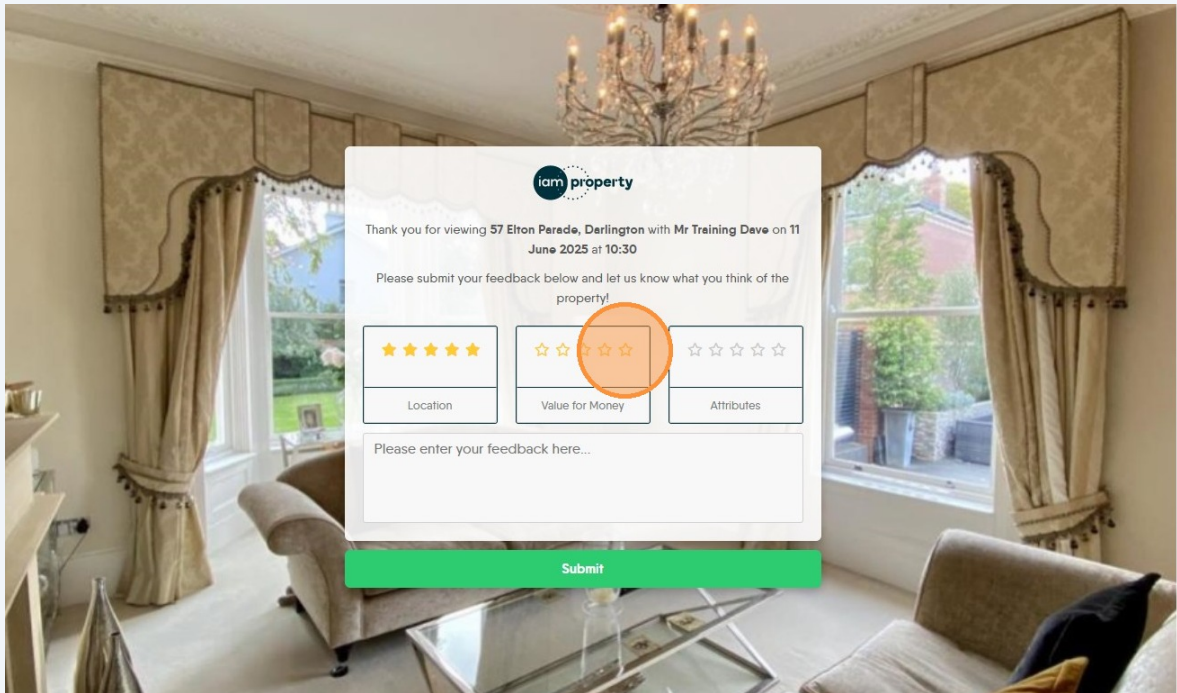 iam property
Thank you for viewing 57 Elton Parade, Darlington with Mr Training Dave on 11
June 2025 at 10:30
Please submit your feedback below and let us know what you think of the
property!
Location
Value for Money
Attributes
Please enter your feedback here...
Submit